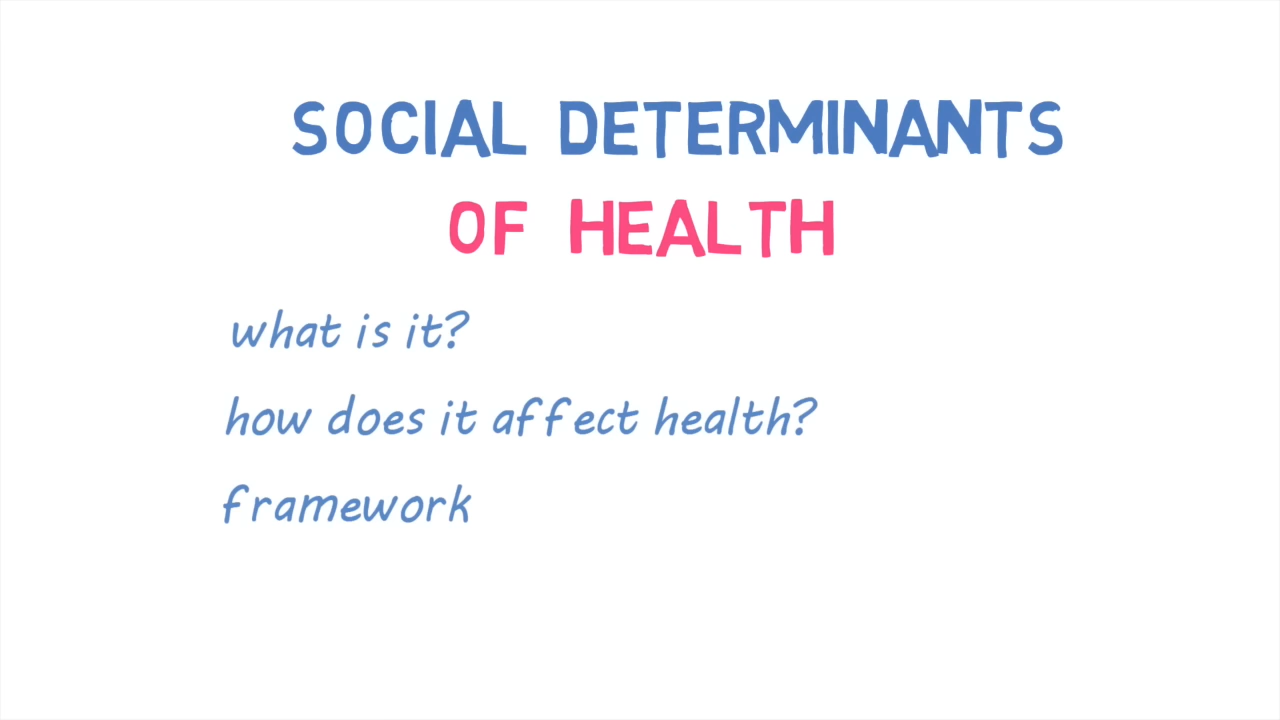 SOCIAL DETERMINANTS
OF HEALTH
what is it?
how does it affect health?
framework